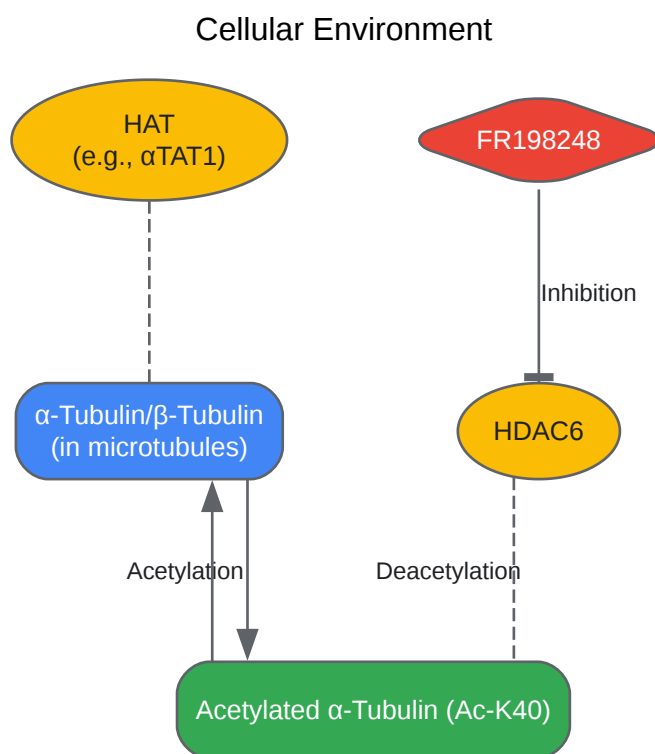 Cellular Environment
HAT
(e.g., αTAT1)
FR198248
Inhibition
α-Tubulin/β-Tubulin
(in microtubules)
HDAC6
Acetylation
Deacetylation
Acetylated α-Tubulin (Ac-K40)